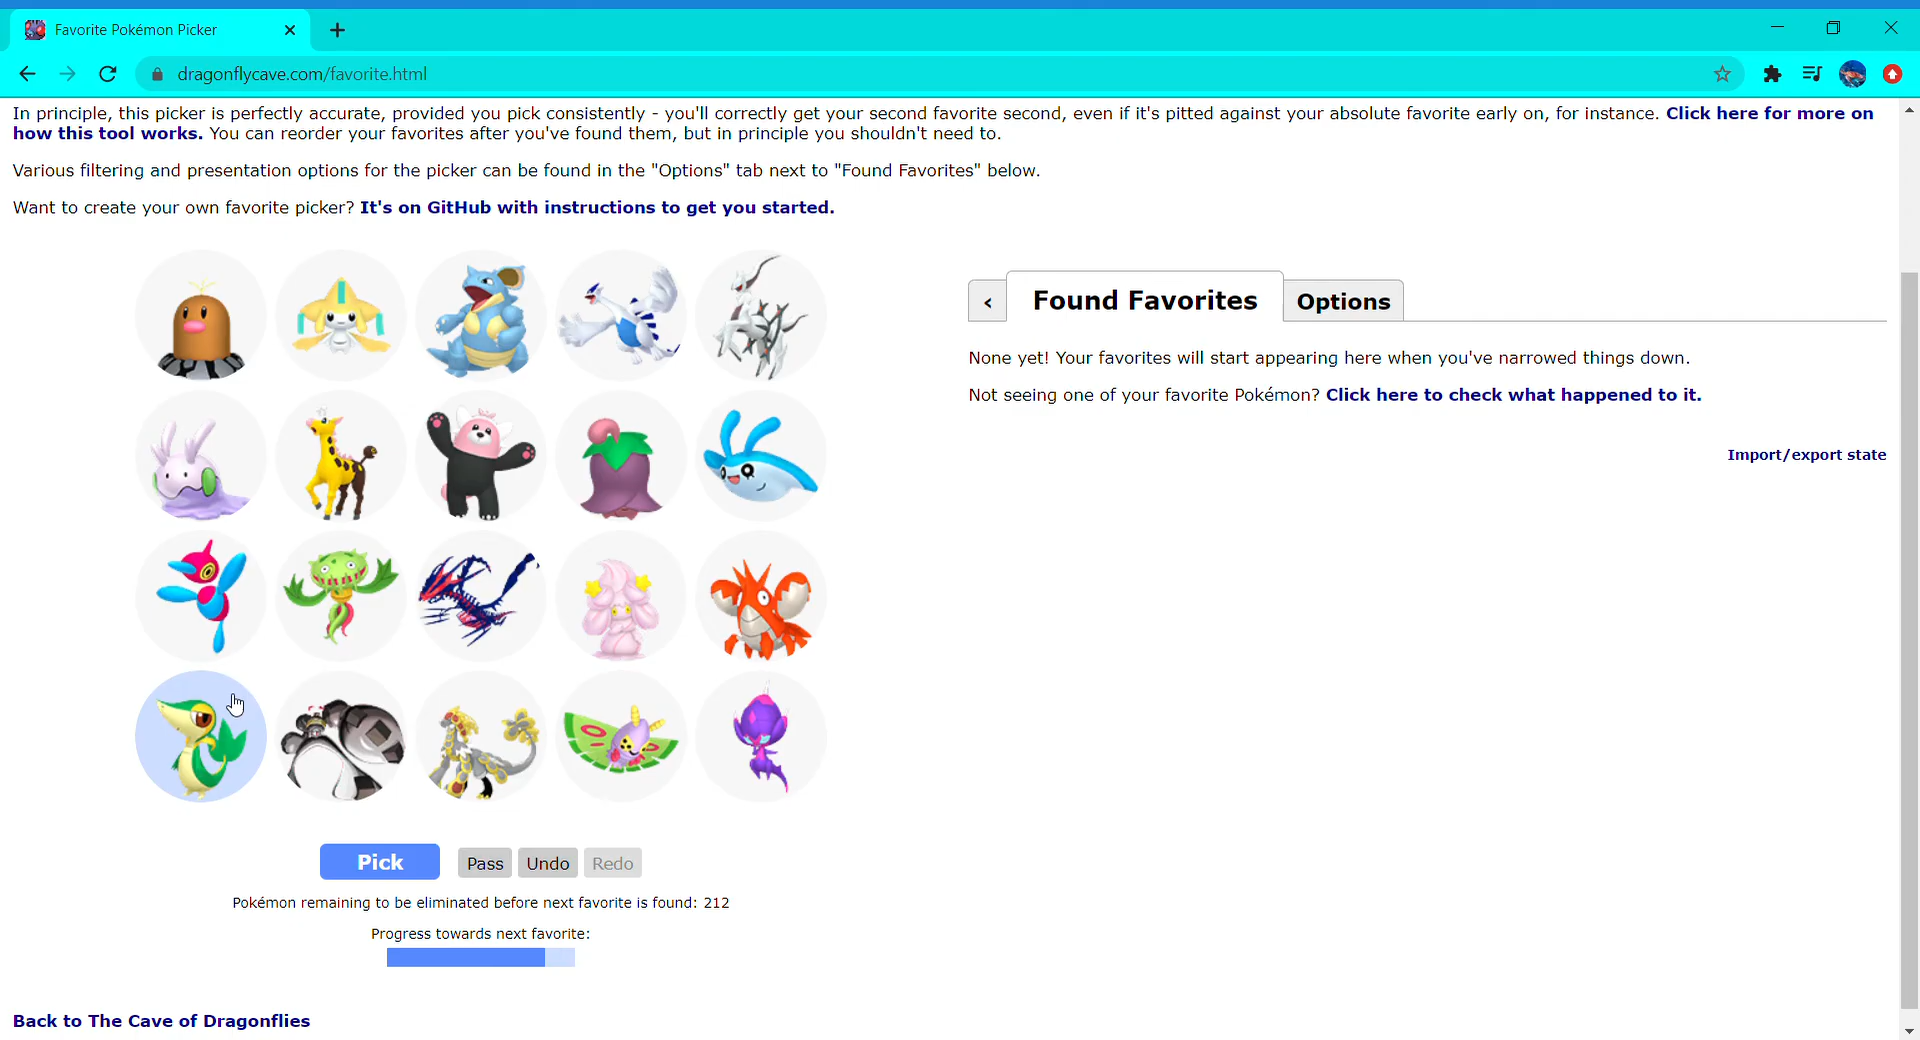 Favorite Pokémon Picker
dragonflycave.com/favorite.html
In principle, this picker is perfectly accurate, provided you pick consistently - you'll correctly get your second favorite second, even if it's pitted against your absolute favorite early on, for instance. Click here for more on
how this tool works. You can reorder your favorites after you've found them, but in principle you shouldn't need to.
Various filtering and presentation options for the picker can be found in the "Options" tab next to "Found Favorites" below.
Want to create your own favorite picker? It's on GitHub with instructions to get you started.
‹ Found Favorites Options
None yet! Your favorites will start appearing here when you've narrowed things down.
Not seeing one of your favorite Pokémon? Click here to check what happened to it.
Import/export state
Pick Pass Undo Redo
Pokémon remaining to be eliminated before next favorite is found: 212
Progress towards next favorite:
Back to The Cave of Dragonflies